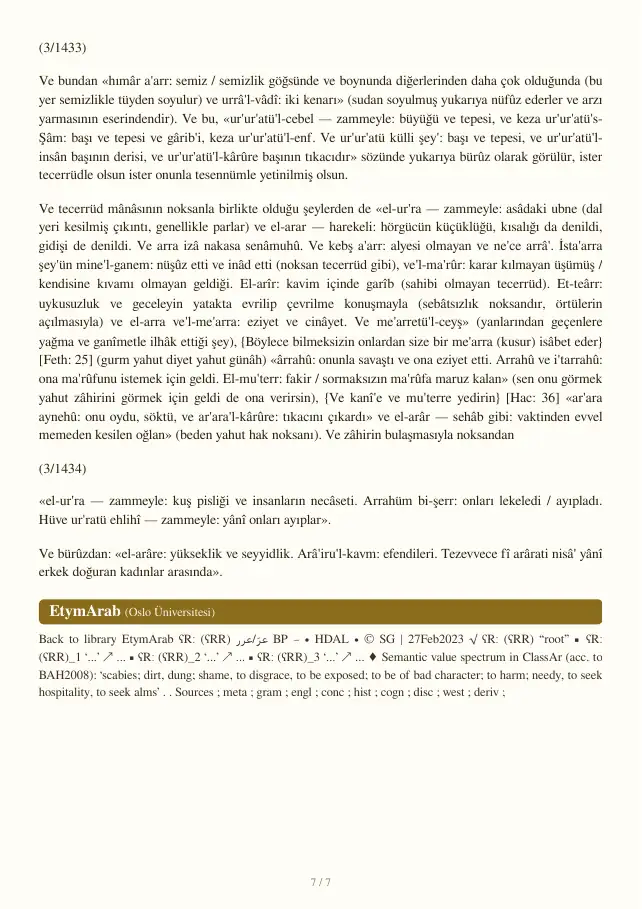 (3/1433)
Ve bundan «hımâr a'arr: semiz / semizlik göğsünde ve boynunda diğerlerinden daha çok olduğunda (bu
yer semizlikle tüyden soyulur) ve urrâ'l-vâdî: iki kenarı» (sudan soyulmuş yukarıya nüfûz ederler ve arzı
yarmasının eserindendir). Ve bu, «ur'ur'atü'l-cebel — zammeyle: büyüğü ve tepesi, ve keza ur'ur'atü's-
Şâm: başı ve tepesi ve gârib'i, keza ur'ur'atü'l-enf. Ve ur'ur'atü külli şey': başı ve tepesi, ve ur'ur'atü'l-
insân başının derisi, ve ur'ur'atü'l-kârûre başının tıkacıdır» sözünde yukarıya bürûz olarak görülür, ister
tecerrüdle olsun ister onunla tesennümle yetinilmiş olsun.
Ve tecerrüd mânâsının noksanla birlikte olduğu şeylerden de «el-ur'ra — zammeyle: asâdaki ubne (dal
yeri kesilmiş çıkıntı, genellikle parlar) ve el-arar — harekeli: hörgücün küçüklüğü, kısalığı da denildi,
gidişi de denildi. Ve arra izâ nakasa senâmuhû. Ve kebş a'arr: alyesi olmayan ve ne'ce arrâ'. İsta'arra
şey'ün mine'l-ganem: nüşûz etti ve inâd etti (noksan tecerrüd gibi), ve'l-ma'rûr: karar kılmayan üşümüş /
kendisine kıvamı olmayan geldiği. El-arîr: kavim içinde garîb (sahibi olmayan tecerrüd). Et-teârr:
uykusuzluk ve geceleyin yatakta evrilip çevrilme konuşmayla (sebâtsızlık noksandır, örtülerin
açılmasıyla) ve el-arra ve'l-me'arra: eziyet ve cinâyet. Ve me'arretü'l-ceyş» (yanlarından geçenlere
yağma ve ganîmetle ilhâk ettiği şey), {Böylece bilmeksizin onlardan size bir me'arra (kusur) isâbet eder}
[Feth: 25] (gurm yahut diyet yahut günâh) «ârrahû: onunla savaştı ve ona eziyet etti. Arrahû ve i'tarrahû:
ona ma'rûfunu istemek için geldi. El-mu'terr: fakir / sormaksızın ma'rûfa maruz kalan» (sen onu görmek
yahut zâhirini görmek için geldi de ona verirsin), {Ve kanî'e ve mu'terre yedirin} [Hac: 36] «ar'ara
aynehû: onu oydu, söktü, ve ar'ara'l-kârûre: tıkacını çıkardı» ve el-arâr — sehâb gibi: vaktinden evvel
memeden kesilen oğlan» (beden yahut hak noksanı). Ve zâhirin bulaşmasıyla noksandan
(3/1434)
«el-ur'ra — zammeyle: kuş pisliği ve insanların necâseti. Arrahüm bi-şerr: onları lekeledi / ayıpladı.
Hüve ur'ratü ehlihî — zammeyle: yânî onları ayıplar».
Ve bürûzdan: «el-arâre: yükseklik ve seyyidlik. Arâ'iru'l-kavm: efendileri. Tezevvece fî arârati nisâ' yânî
erkek doğuran kadınlar arasında».
EtymArab (Oslo Üniversitesi)
Back to library EtymArab ʕR: (ʕRR) عرّ/عرر BP – • HDAL • © SG | 27Feb2023 √ ʕR: (ʕRR) “root” ▪ ʕR:
(ʕRR)_1 ‘...’ ↗ ... ▪ ʕR: (ʕRR)_2 ‘...’ ↗ ... ▪ ʕR: (ʕRR)_3 ‘...’ ↗ ... ♦ Semantic value spectrum in ClassAr (acc. to
BAH2008): ‘scabies; dirt, dung; shame, to disgrace, to be exposed; to be of bad character; to harm; needy, to seek
hospitality, to seek alms’ . . Sources ; meta ; gram ; engl ; conc ; hist ; cogn ; disc ; west ; deriv ;
7 / 7